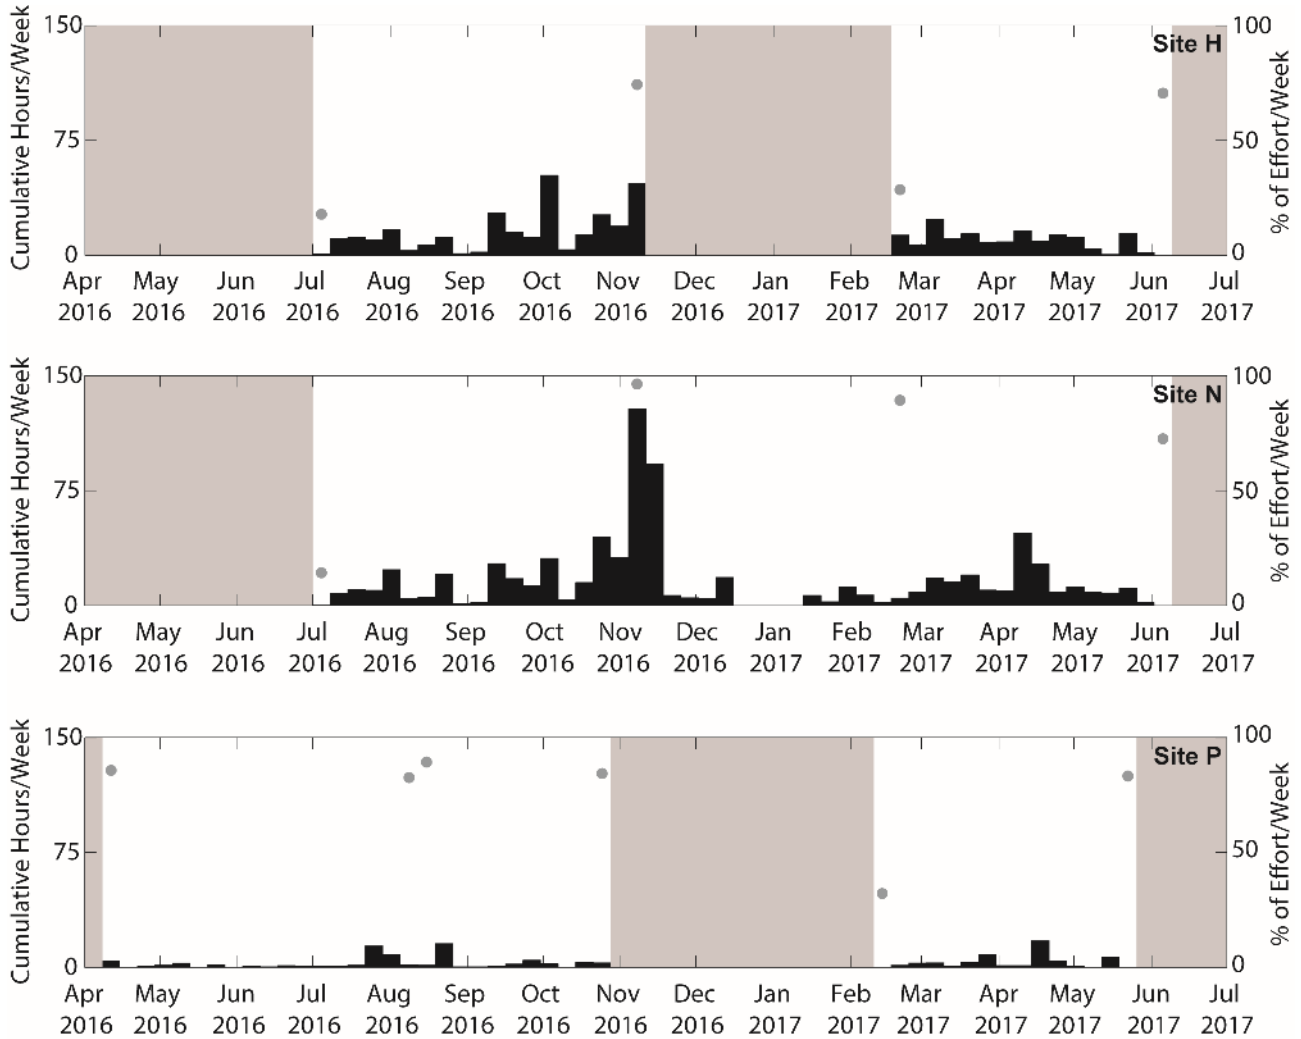 150
100
Site H
Cumulative Hours/Week
% of Effort/Week
75
50
0
0
Apr May Jun Jul Aug Sep Oct Nov Dec Jan Feb Mar Apr May Jun Jul
2016 2016 2016 2016 2016 2016 2016 2016 2016 2017 2017 2017 2017 2017 2017 2017
150
100
Site N
Cumulative Hours/Week
% of Effort/Week
75
50
0
0
Apr May Jun Jul Aug Sep Oct Nov Dec Jan Feb Mar Apr May Jun Jul
2016 2016 2016 2016 2016 2016 2016 2016 2016 2017 2017 2017 2017 2017 2017 2017
150
100
Site P
Cumulative Hours/Week
% of Effort/Week
75
50
0
0
Apr May Jun Jul Aug Sep Oct Nov Dec Jan Feb Mar Apr May Jun Jul
2016 2016 2016 2016 2016 2016 2016 2016 2016 2017 2017 2017 2017 2017 2017 2017